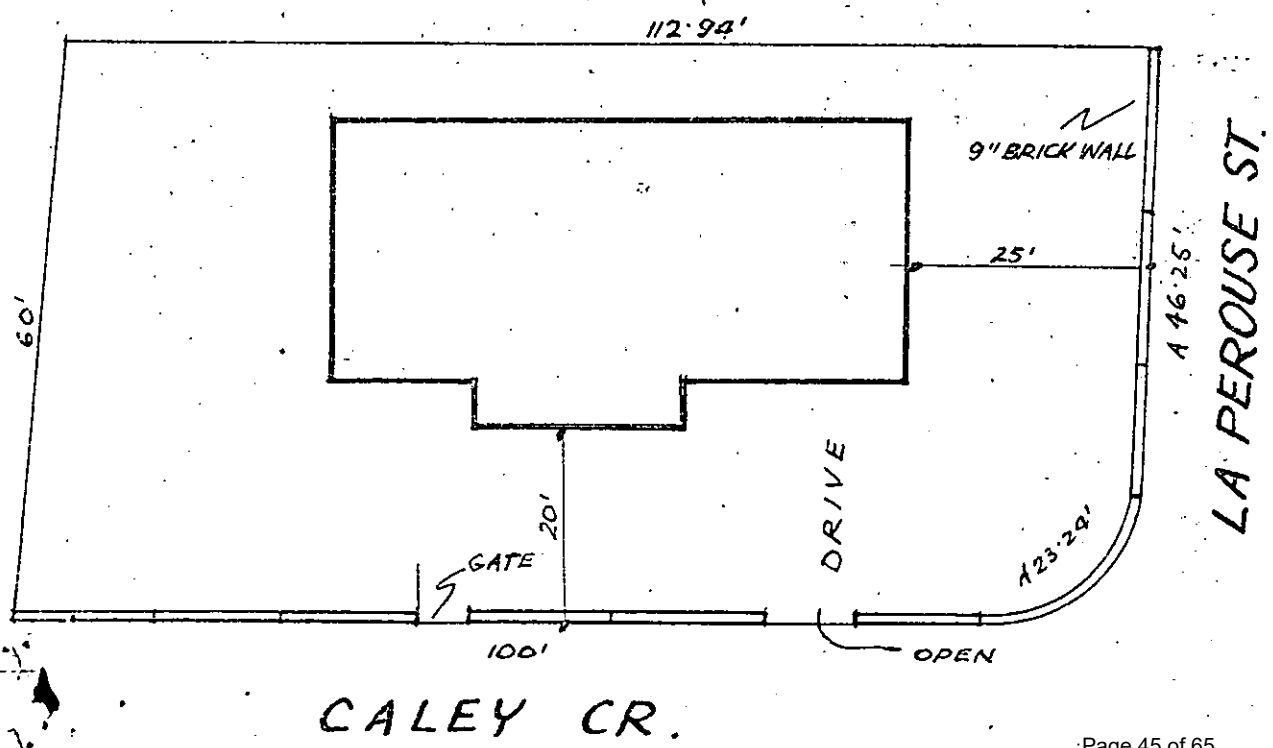 112·94'
9" BRICK WALL
LA PEROUSE ST.
25'
A 46·25'
60'
DRIVE
20'
A 23·24'
GATE
100'
OPEN
CALEY CR.
Page 45 of 65